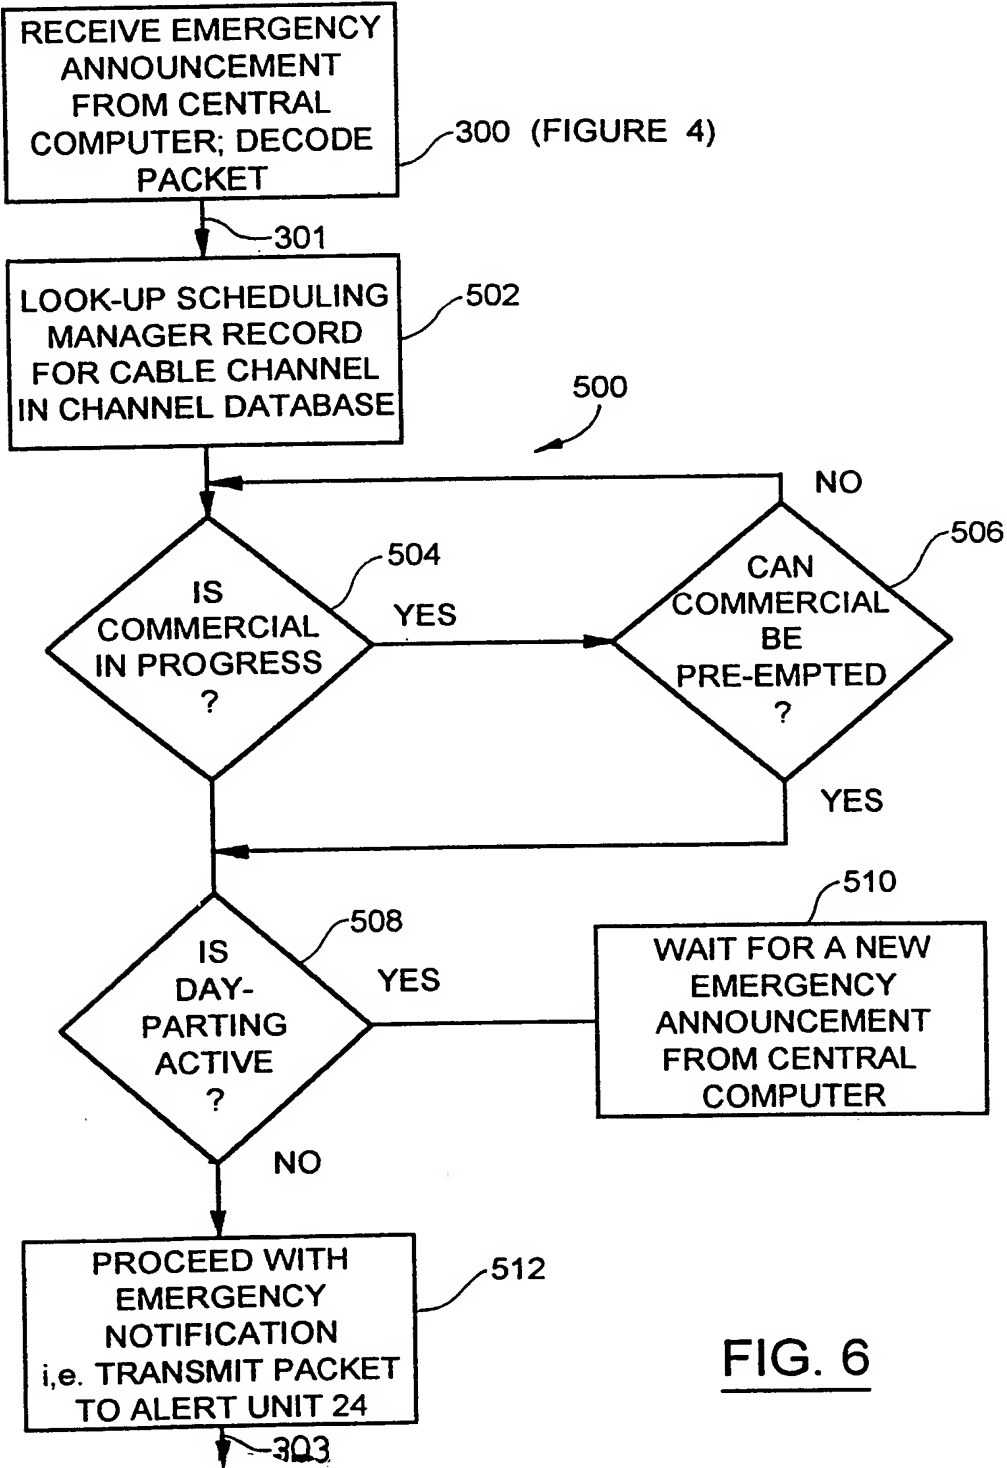 RECEIVE EMERGENCY
ANNOUNCEMENT
FROM CENTRAL
COMPUTER; DECODE
PACKET
300 (FIGURE 4)
301
LOOK-UP SCHEDULING
MANAGER RECORD
FOR CABLE CHANNEL
IN CHANNEL DATABASE
502
500
NO
IS
COMMERCIAL
IN PROGRESS
?
504
YES
CAN
COMMERCIAL
BE
PRE-EMPTED
?
506
YES
IS
DAY-
PARTING
ACTIVE
?
508
YES
510
WAIT FOR A NEW
EMERGENCY
ANNOUNCEMENT
FROM CENTRAL
COMPUTER
NO
PROCEED WITH
EMERGENCY
NOTIFICATION
i,e. TRANSMIT PACKET
TO ALERT UNIT 24
512
303
FIG. 6